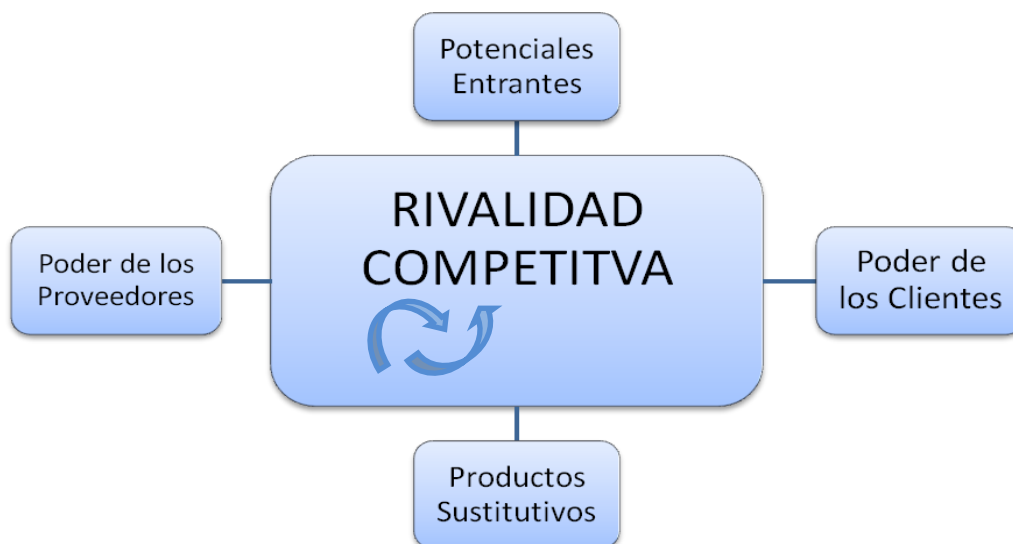 Potenciales
Entrantes
RIVALIDAD
COMPETITVA
Poder de los
Proveedores
Poder de
los Clientes
Productos
Sustitutivos